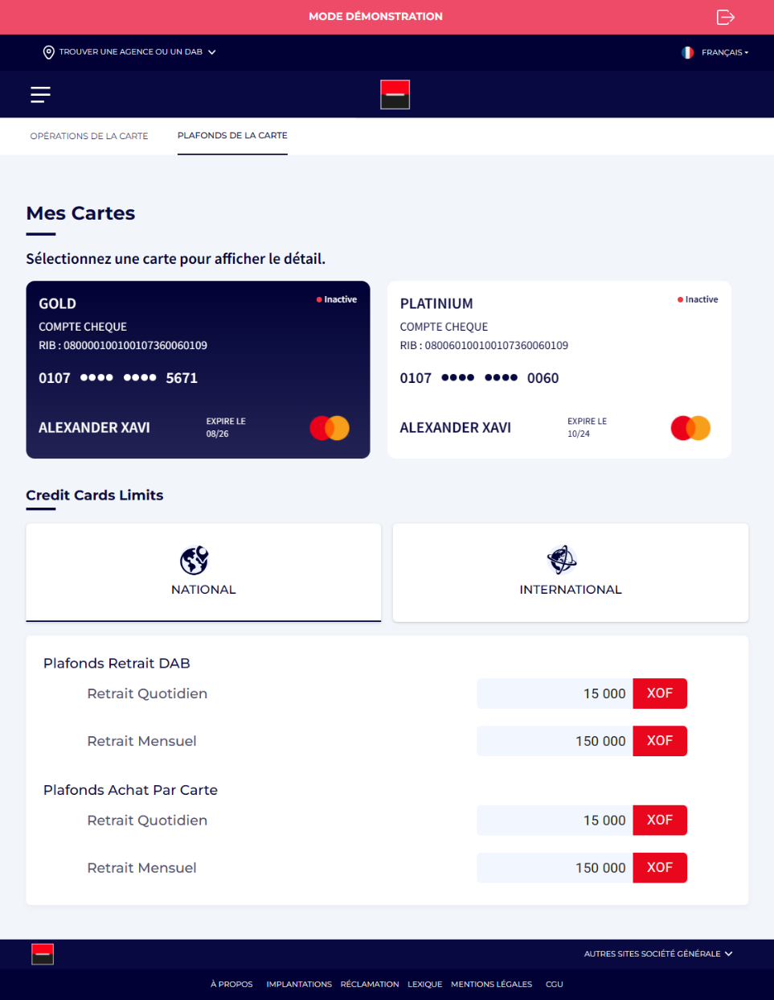 MODE DÉMONSTRATION
TROUVER UNE AGENCE OU UN DAB
FRANÇAIS
OPÉRATIONS DE LA CARTE
PLAFONDS DE LA CARTE
Mes Cartes
Sélectionnez une carte pour afficher le détail.
GOLD
Inactive
COMPTE CHEQUE
RIB : 080000100100107360060109
0107 •••• •••• 5671
ALEXANDER XAVI
EXPIRE LE
08/26
PLATINIUM
Inactive
COMPTE CHEQUE
RIB : 080060100100107360060109
0107 •••• •••• 0060
ALEXANDER XAVI
EXPIRE LE
10/24
Credit Cards Limits
NATIONAL
INTERNATIONAL
Plafonds Retrait DAB
Retrait Quotidien 15 000 XOF
Retrait Mensuel 150 000 XOF
Plafonds Achat Par Carte
Retrait Quotidien 15 000 XOF
Retrait Mensuel 150 000 XOF
AUTRES SITES SOCIÉTÉ GÉNÉRALE
À PROPOS IMPLANTATIONS RÉCLAMATION LEXIQUE MENTIONS LÉGALES CGU